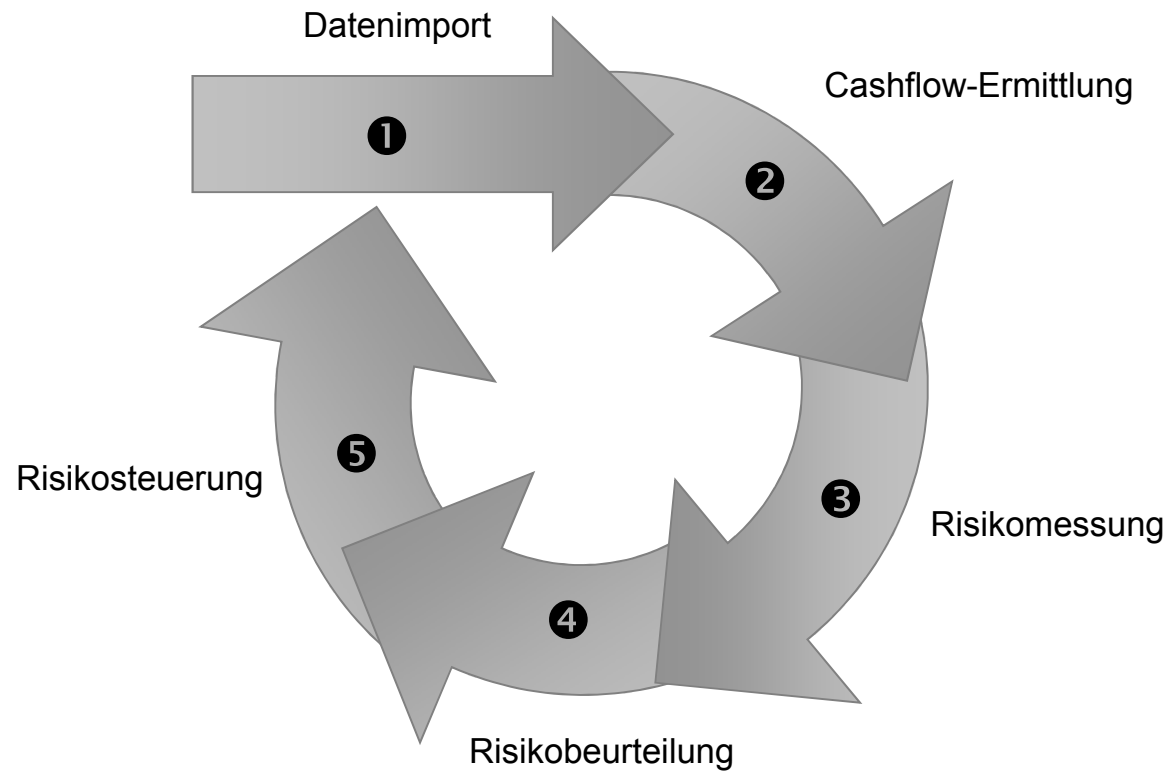 Datenimport
❶
Cashflow-Ermittlung
❷
❸
Risikomessung
❹
Risikobeurteilung
❺
Risikosteuerung